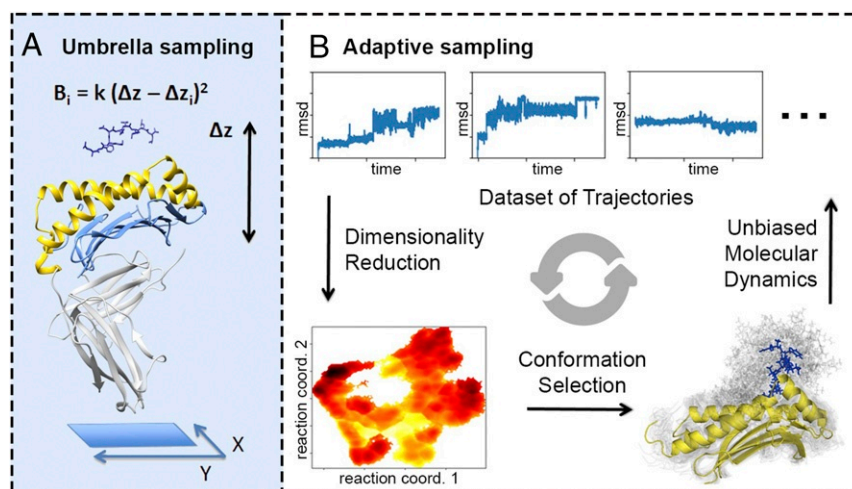 A Umbrella sampling
Bᵢ = k (Δz − Δzᵢ)²
Δz
X
Y
B Adaptive sampling
rmsd
time
rmsd
time
rmsd
time
...
Dataset of Trajectories
Dimensionality
Reduction
Unbiased
Molecular
Dynamics
reaction coord. 2
reaction coord. 1
Conformation
Selection